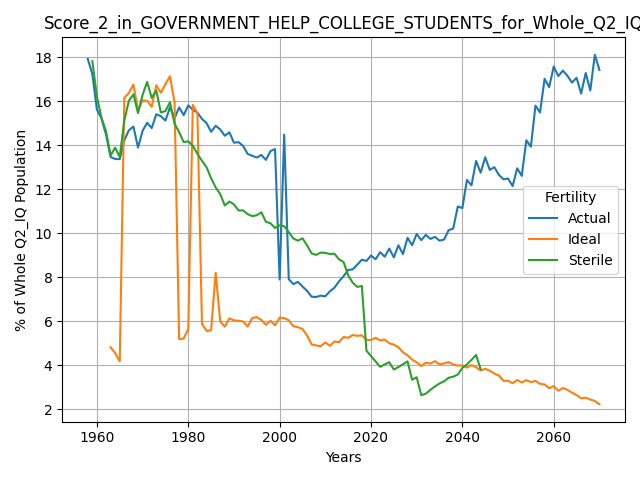 Score_2_in_GOVERNMENT_HELP_COLLEGE_STUDENTS_for_Whole_Q2_IQ
% of Whole Q2_IQ Population
18
16
14
12
10
8
6
4
2
Fertility
Actual
Ideal
Sterile
1960 1980 2000 2020 2040 2060
Years